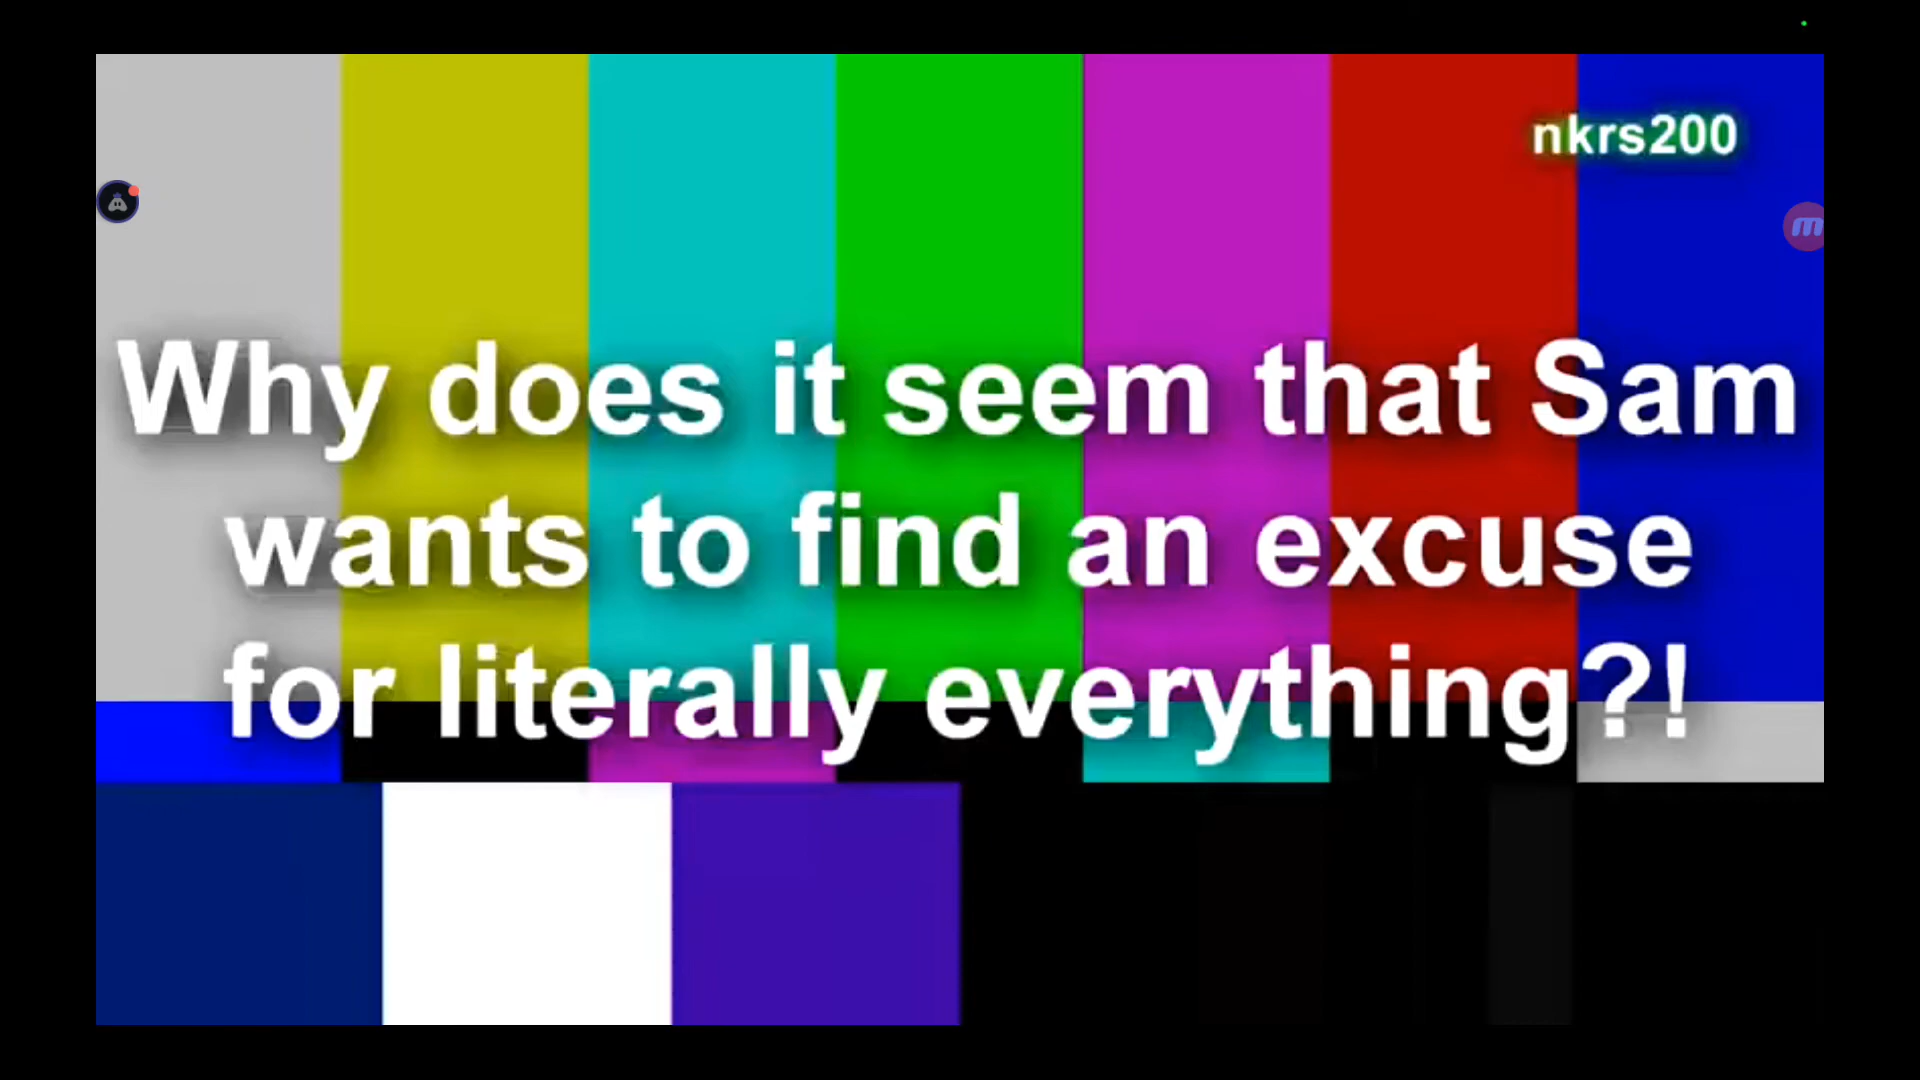 nkrs200
Why does it seem that Sam
wants to find an excuse
for literally everything?!